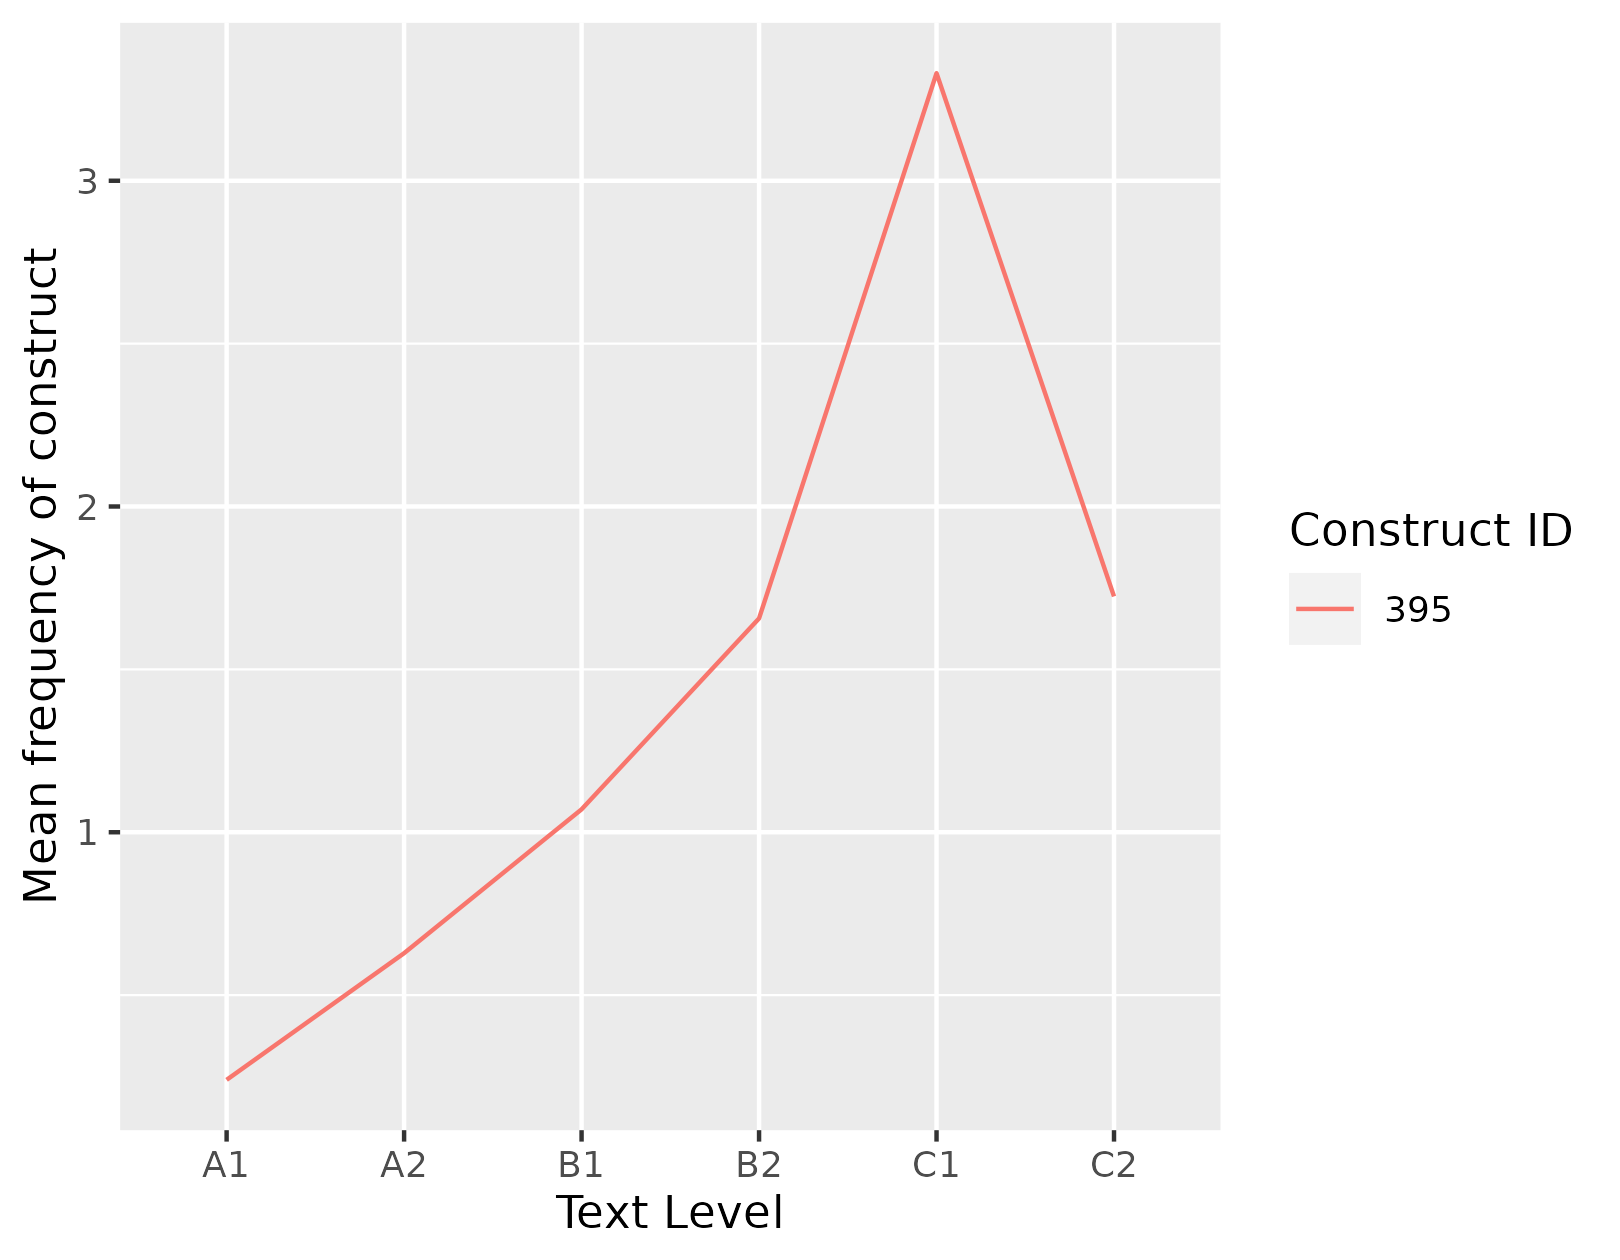 Mean frequency of construct
3
2
1
A1 A2 B1 B2 C1 C2
Text Level
Construct ID
395